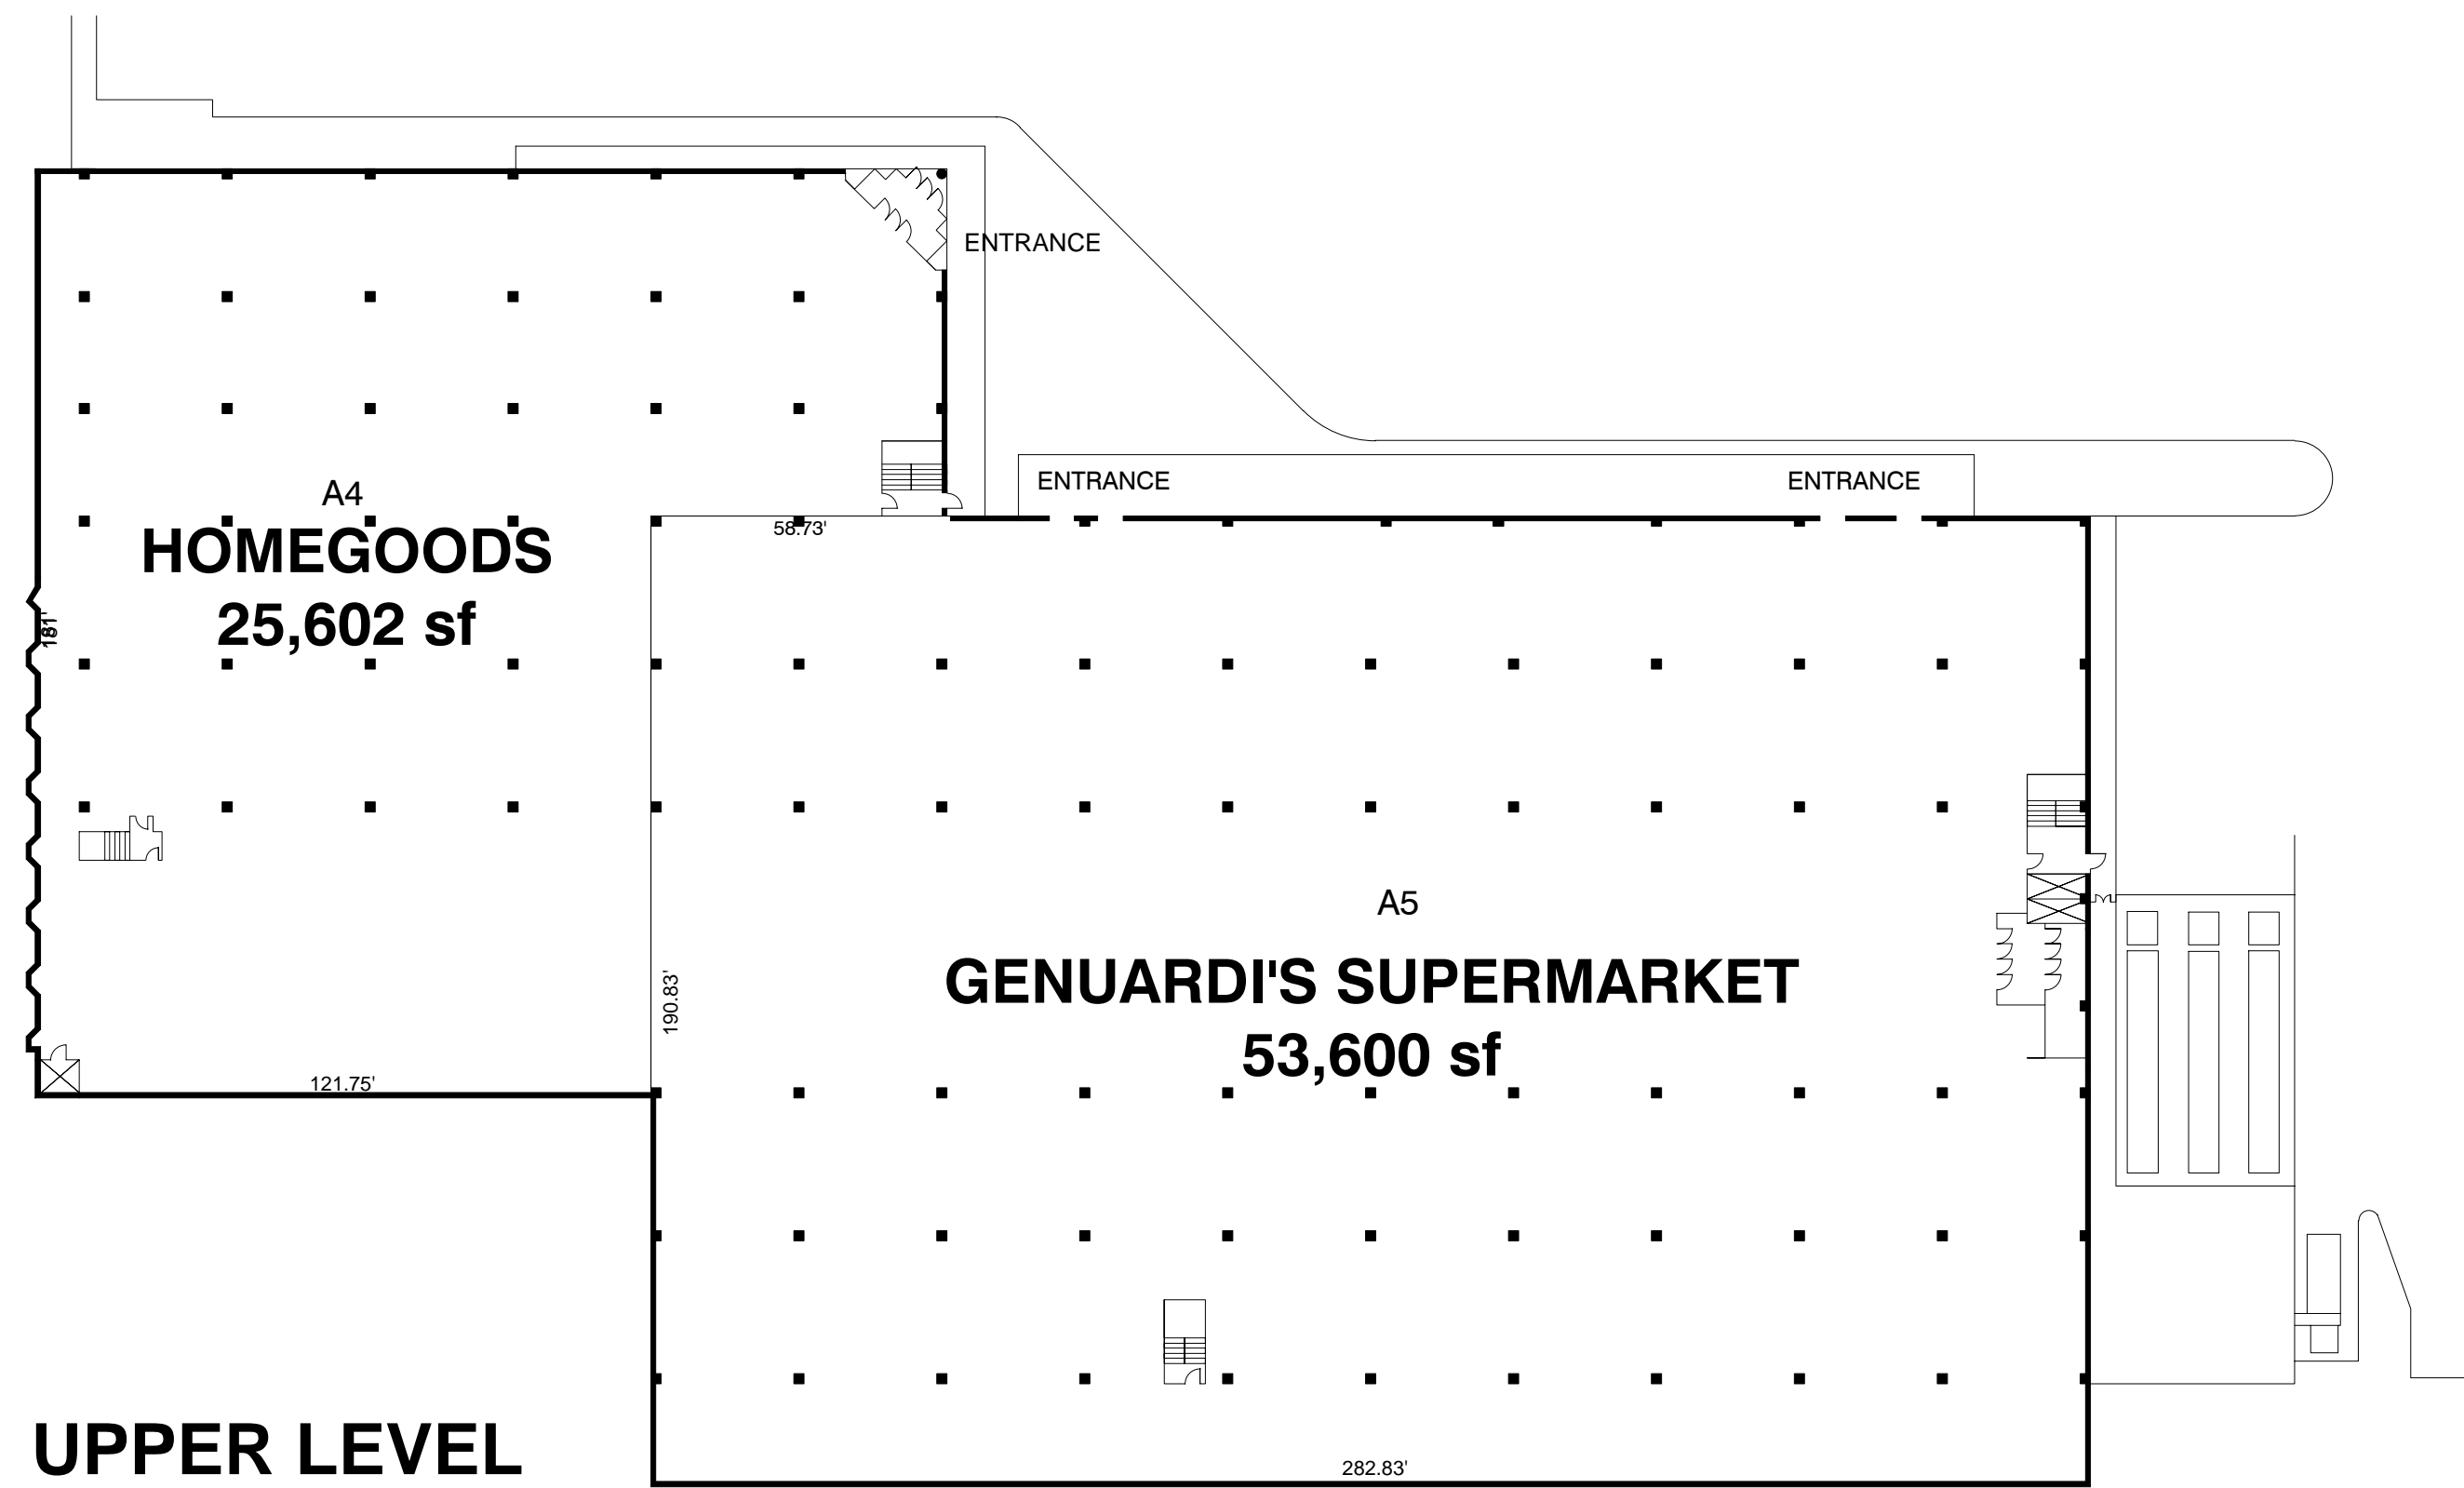 ENTRANCE
ENTRANCE
ENTRANCE
A4
HOMEGOODS
25,602 sf
58.73'
181'
A5
GENUARDI'S SUPERMARKET
53,600 sf
190.83'
121.75'
282.83'
UPPER LEVEL